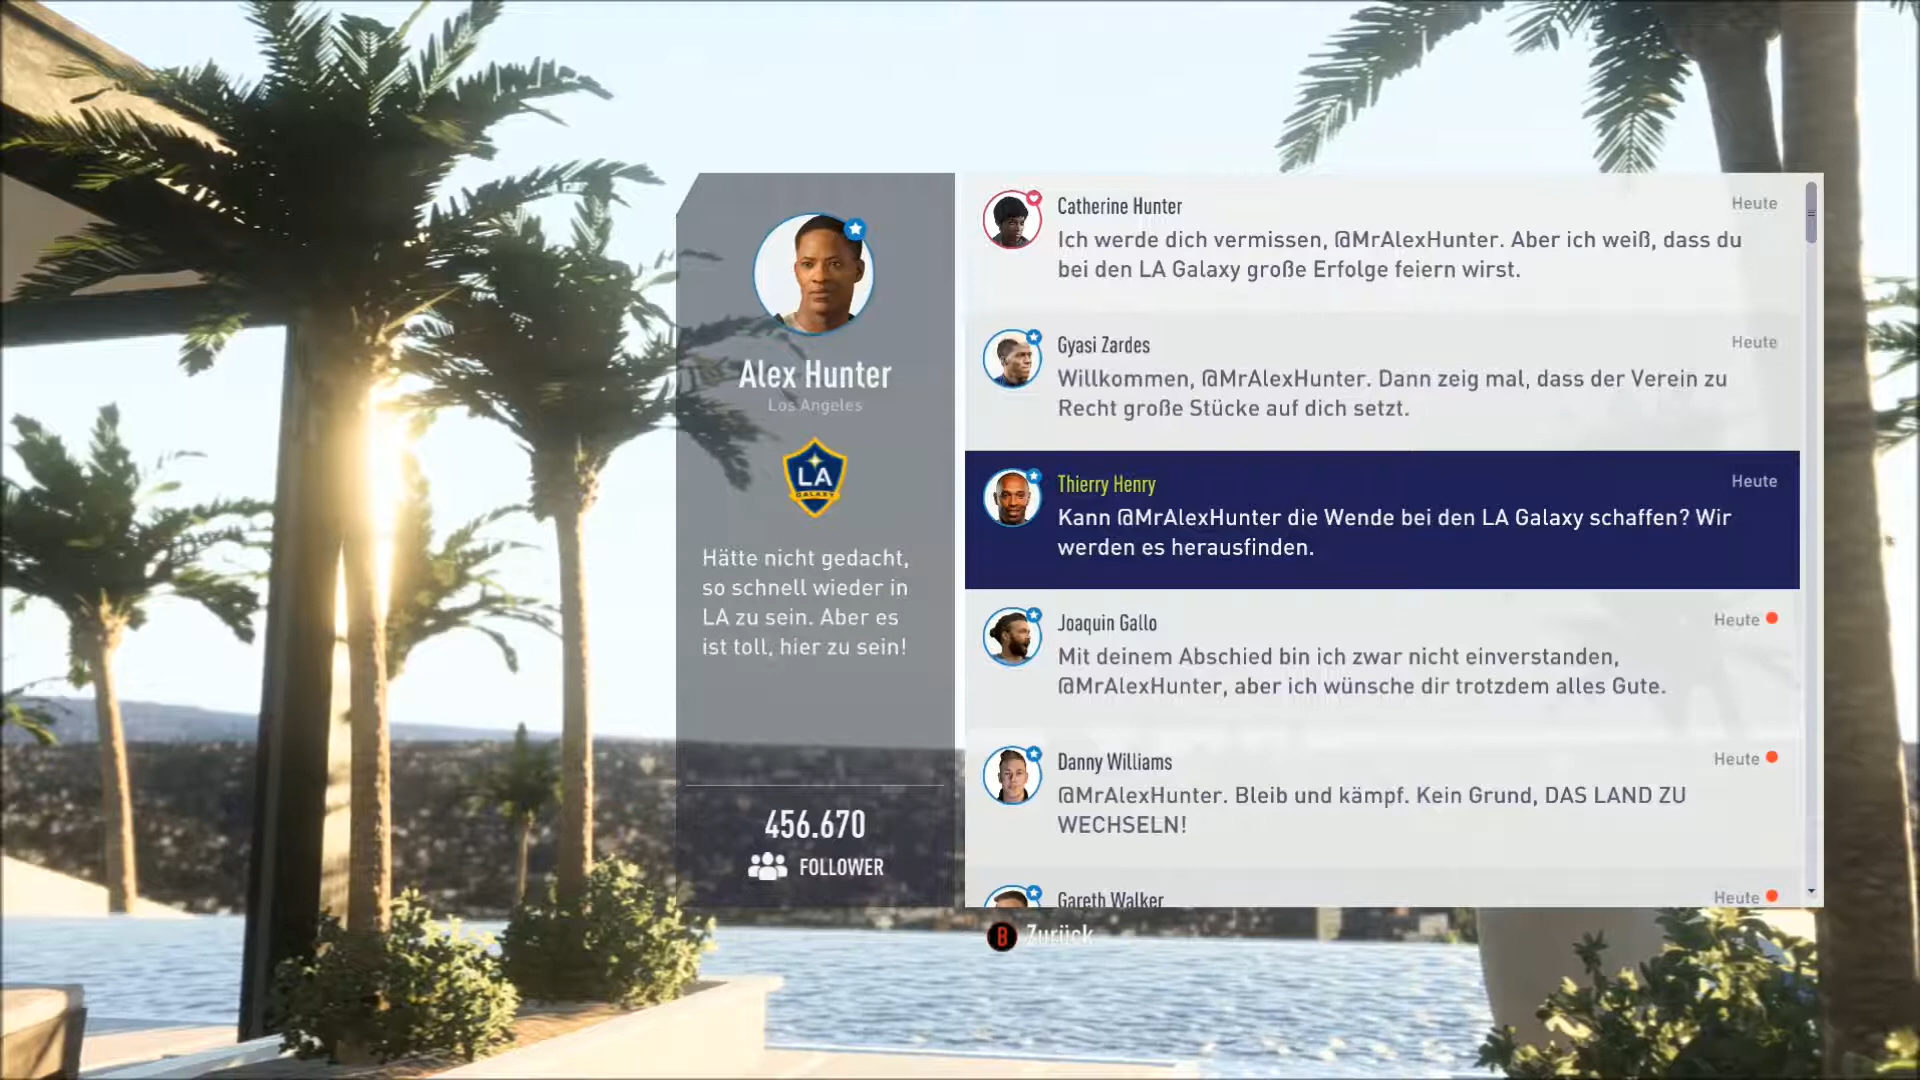 Alex Hunter
Los Angeles
LA
GALAXY
Hätte nicht gedacht,
so schnell wieder in
LA zu sein. Aber es
ist toll, hier zu sein!
456.670
FOLLOWER
Catherine Hunter
Heute
Ich werde dich vermissen, @MrAlexHunter. Aber ich weiß, dass du
bei den LA Galaxy große Erfolge feiern wirst.
Gyasi Zardes
Heute
Willkommen, @MrAlexHunter. Dann zeig mal, dass der Verein zu
Recht große Stücke auf dich setzt.
Thierry Henry
Heute
Kann @MrAlexHunter die Wende bei den LA Galaxy schaffen? Wir
werden es herausfinden.
Joaquin Gallo
Heute
Mit deinem Abschied bin ich zwar nicht einverstanden,
@MrAlexHunter, aber ich wünsche dir trotzdem alles Gute.
Danny Williams
Heute
@MrAlexHunter. Bleib und kämpf. Kein Grund, DAS LAND ZU
WECHSELN!
Gareth Walker
Heute
B Zurück